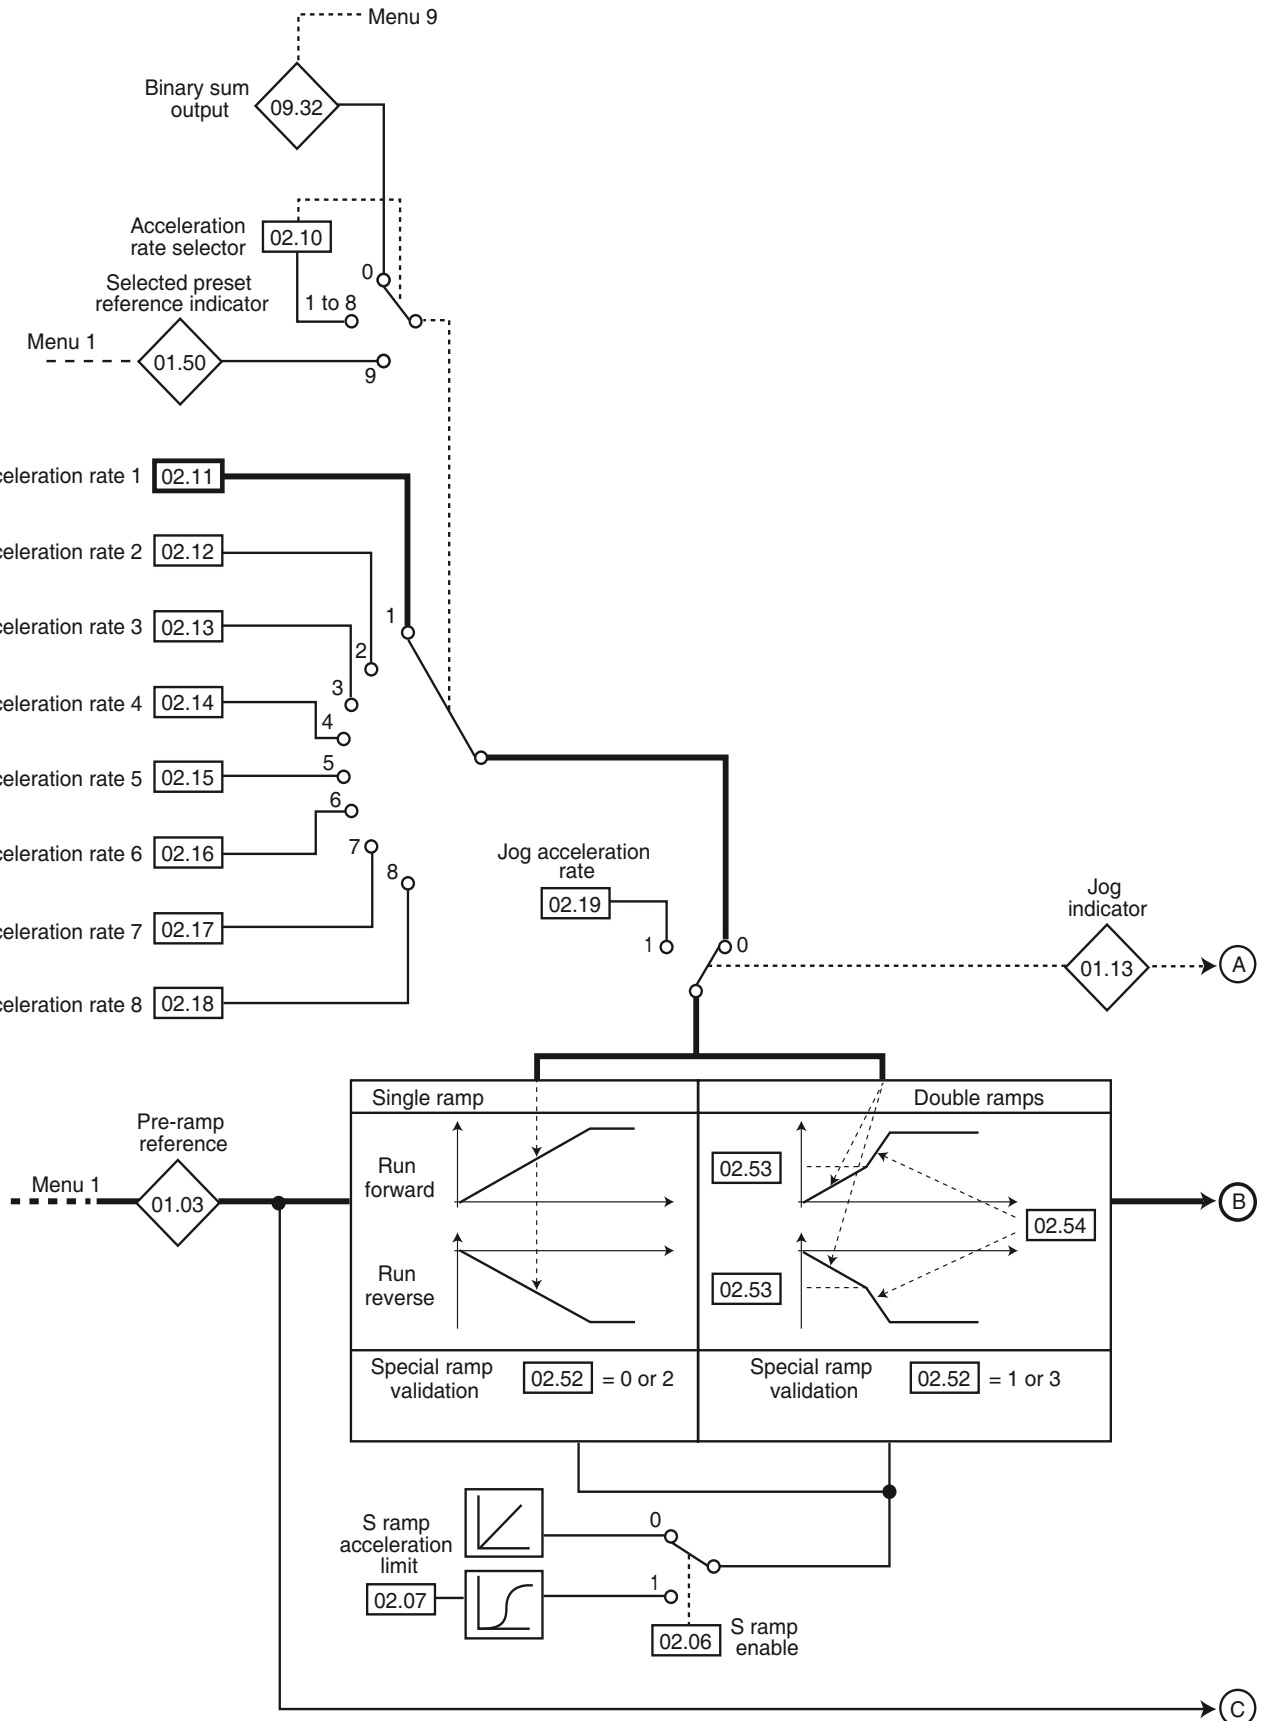 Menu 9
Binary sum
output
09.32
Acceleration
rate selector
02.10
0
Selected preset
reference indicator
1 to 8
Menu 1
01.50
9
celeration rate 1
02.11
celeration rate 2
02.12
celeration rate 3
02.13
1
2
3
celeration rate 4
02.14
4
celeration rate 5
02.15
5
6
celeration rate 6
02.16
7
8
celeration rate 7
02.17
celeration rate 8
02.18
Jog acceleration
rate
02.19
1
0
Jog
indicator
01.13
A
Single ramp
Double ramps
Pre-ramp
reference
Menu 1
01.03
Run
forward
02.53
B
02.54
Run
reverse
02.53
Special ramp
validation
02.52
= 0 or 2
Special ramp
validation
02.52
= 1 or 3
S ramp
acceleration
limit
02.07
0
1
02.06
S ramp
enable
C